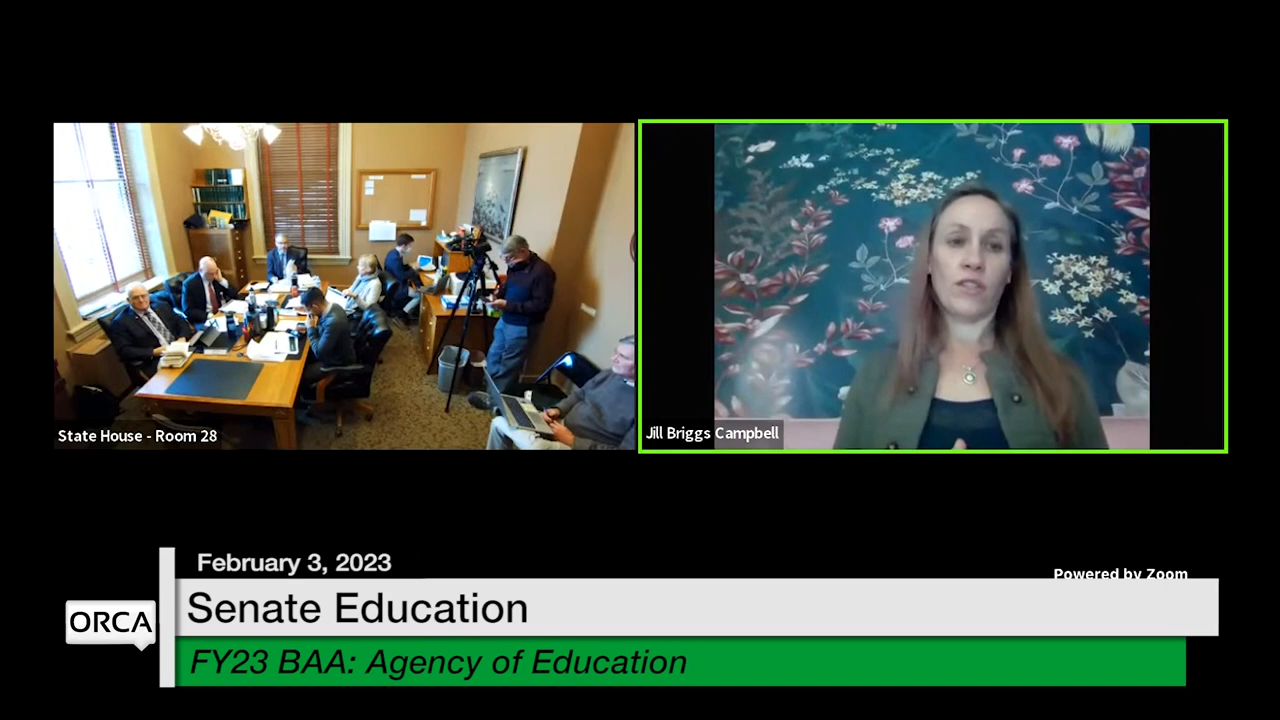 State House - Room 28
Jill Briggs Campbell
February 3, 2023
Powered by Zoom
Senate Education
ORCA
FY23 BAA: Agency of Education